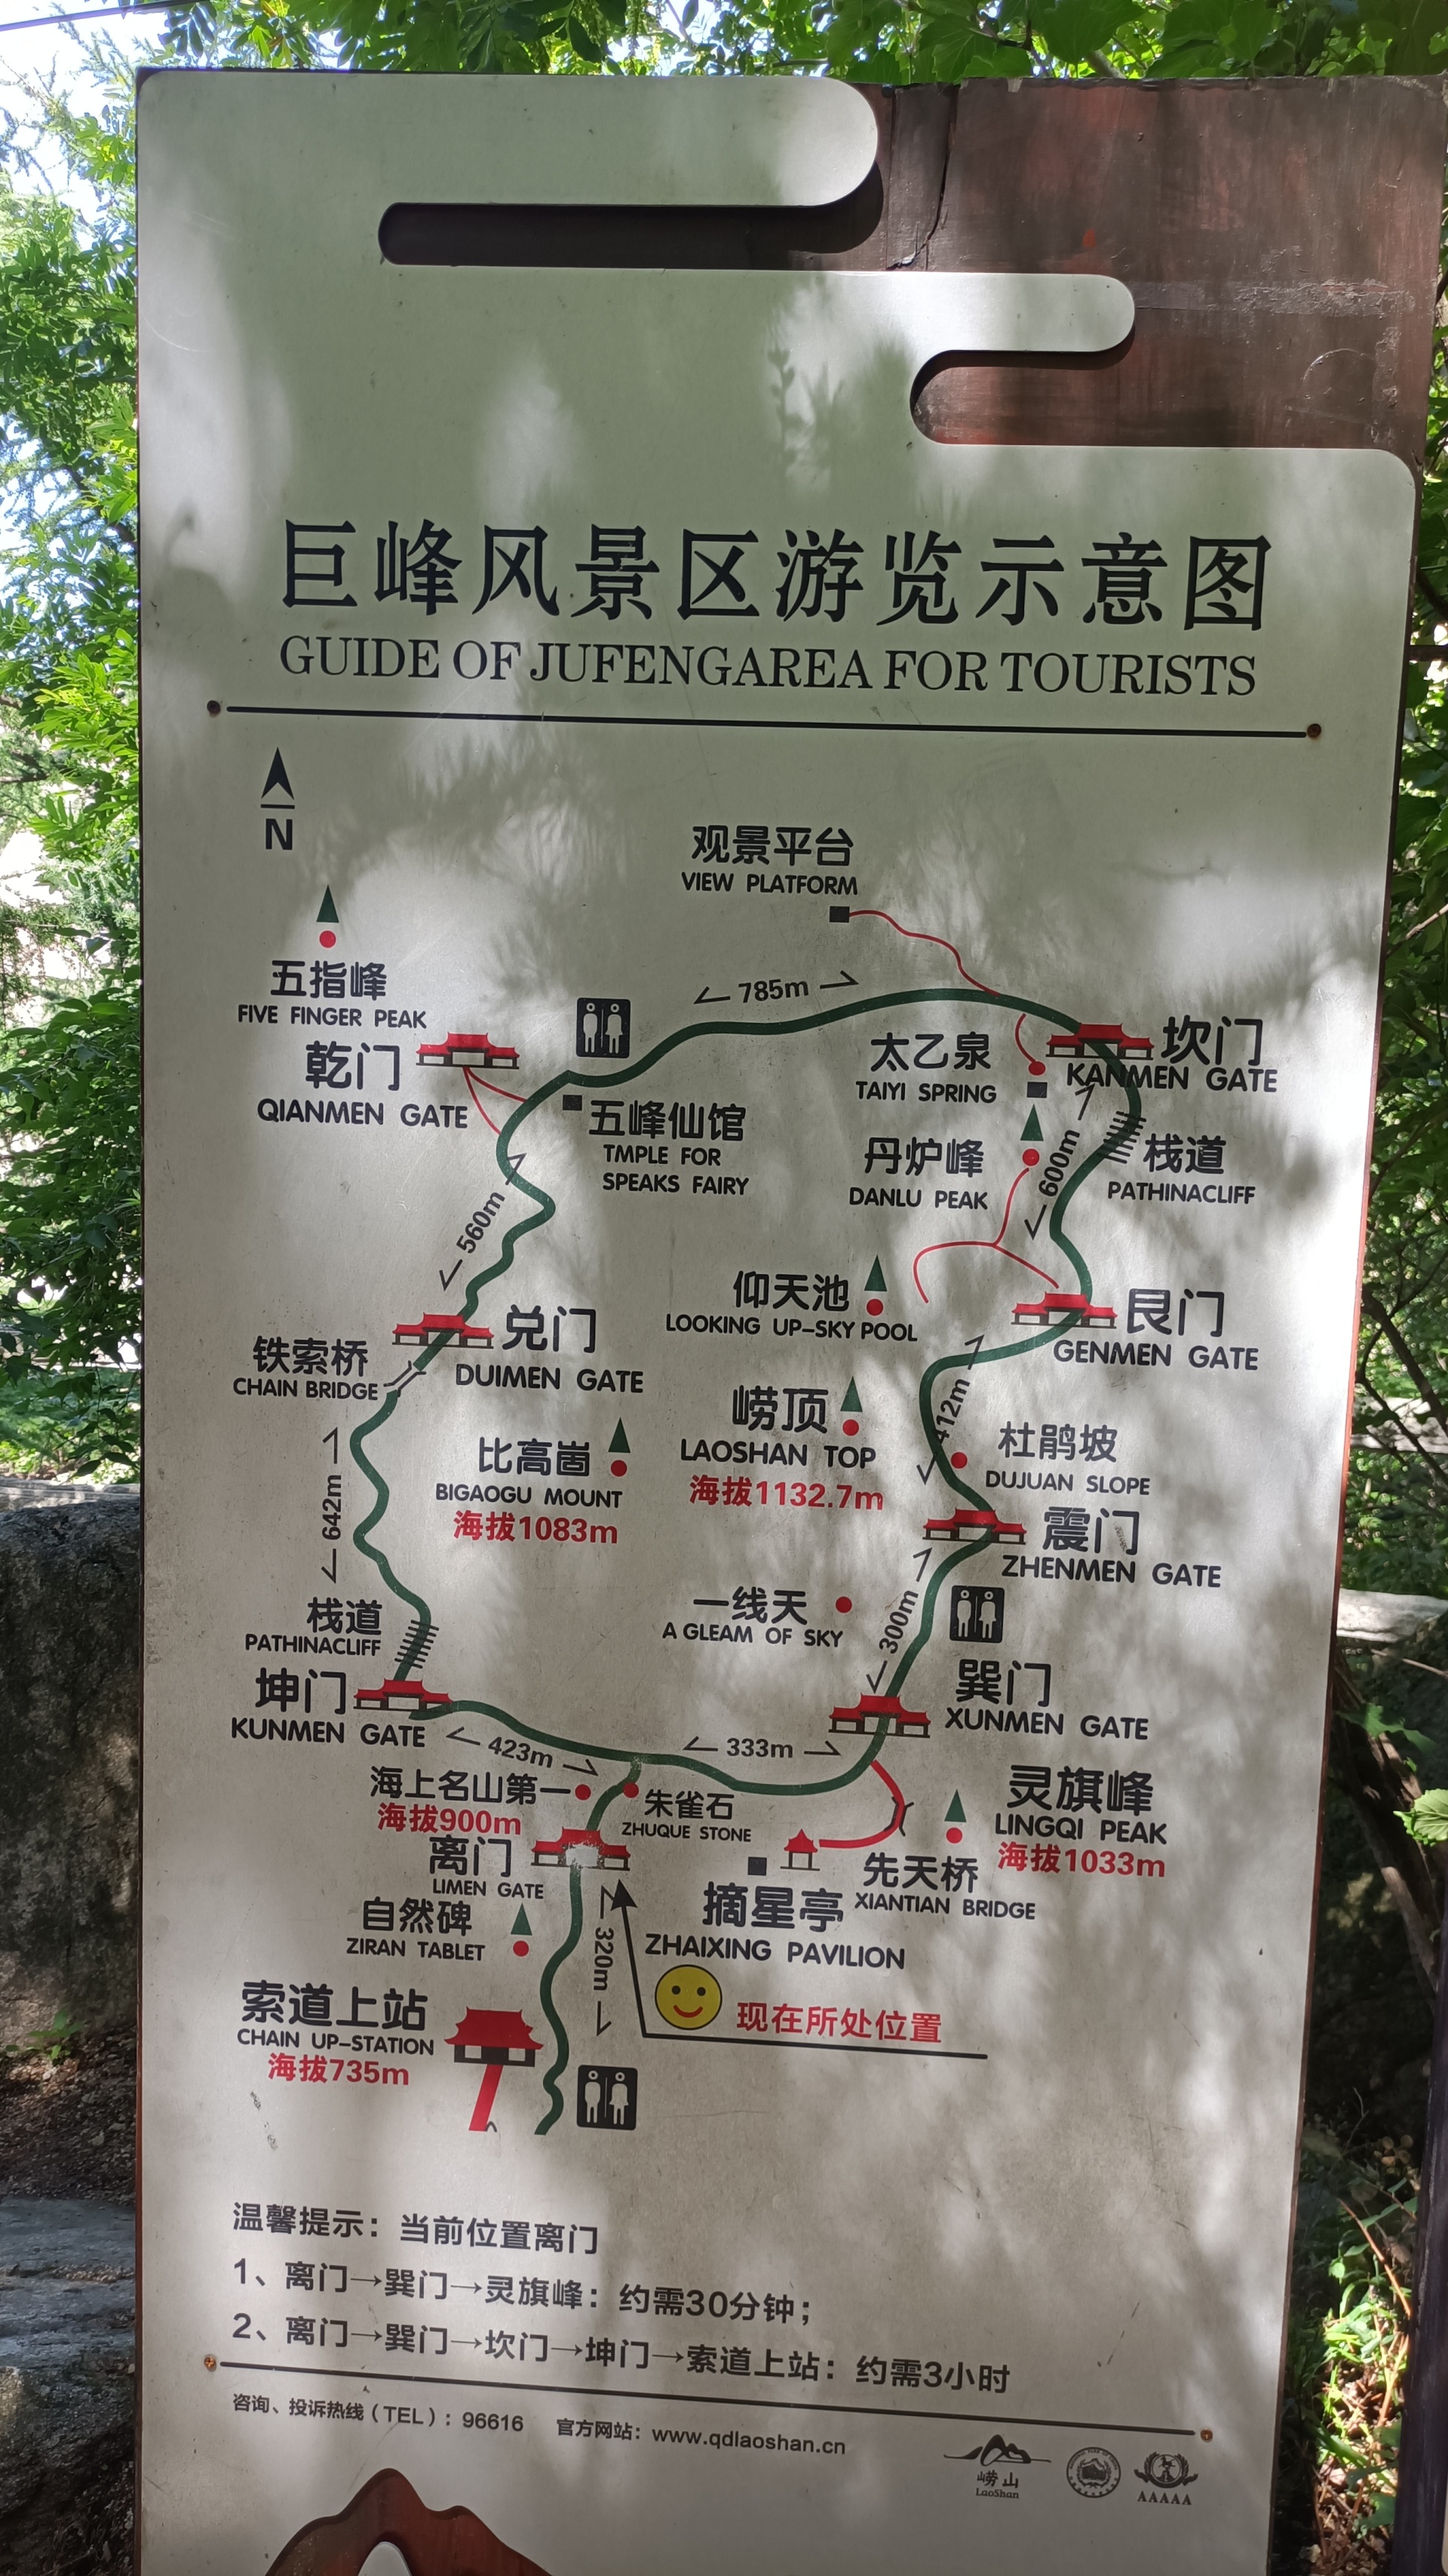 巨峰风景区游览示意图
GUIDE OF JUFENGAREA FOR TOURISTS
N
观景平台
VIEW PLATFORM
五指峰
FIVE FINGER PEAK
785m
乾门
QIANMEN GATE
太乙泉
TAIYI SPRING
坎门
KANMEN GATE
五峰仙馆
TMPLE FOR
SPEAKS FAIRY
丹炉峰
DANLU PEAK
600m
栈道
PATHINACLIFF
560m
仰天池
LOOKING UP-SKY POOL
艮门
GENMEN GATE
兑门
DUIMEN GATE
铁索桥
CHAIN BRIDGE
崂顶
LAOSHAN TOP
海拔1132.7m
412m
杜鹃坡
DUJUAN SLOPE
比高崮
BIGAOGU MOUNT
海拔1083m
642m
震门
ZHENMEN GATE
一线天
A GLEAM OF SKY
300m
栈道
PATHINACLIFF
坤门
KUNMEN GATE
巽门
XUNMEN GATE
423m
333m
海上名山第一
海拔900m
朱雀石
ZHUQUE STONE
灵旗峰
LINGQI PEAK
海拔1033m
离门
LIMEN GATE
先天桥
XIANTIAN BRIDGE
摘星亭
ZHAIXING PAVILION
自然碑
ZIRAN TABLET
320m
现在所处位置
索道上站
CHAIN UP-STATION
海拔735m
温馨提示：当前位置离门
1、离门→巽门→灵旗峰：约需30分钟；
2、离门→巽门→坎门→坤门→索道上站：约需3小时
咨询、投诉热线（TEL）：96616 官方网站：www.qdlaoshan.cn
崂山
LaoShan
AAAAA